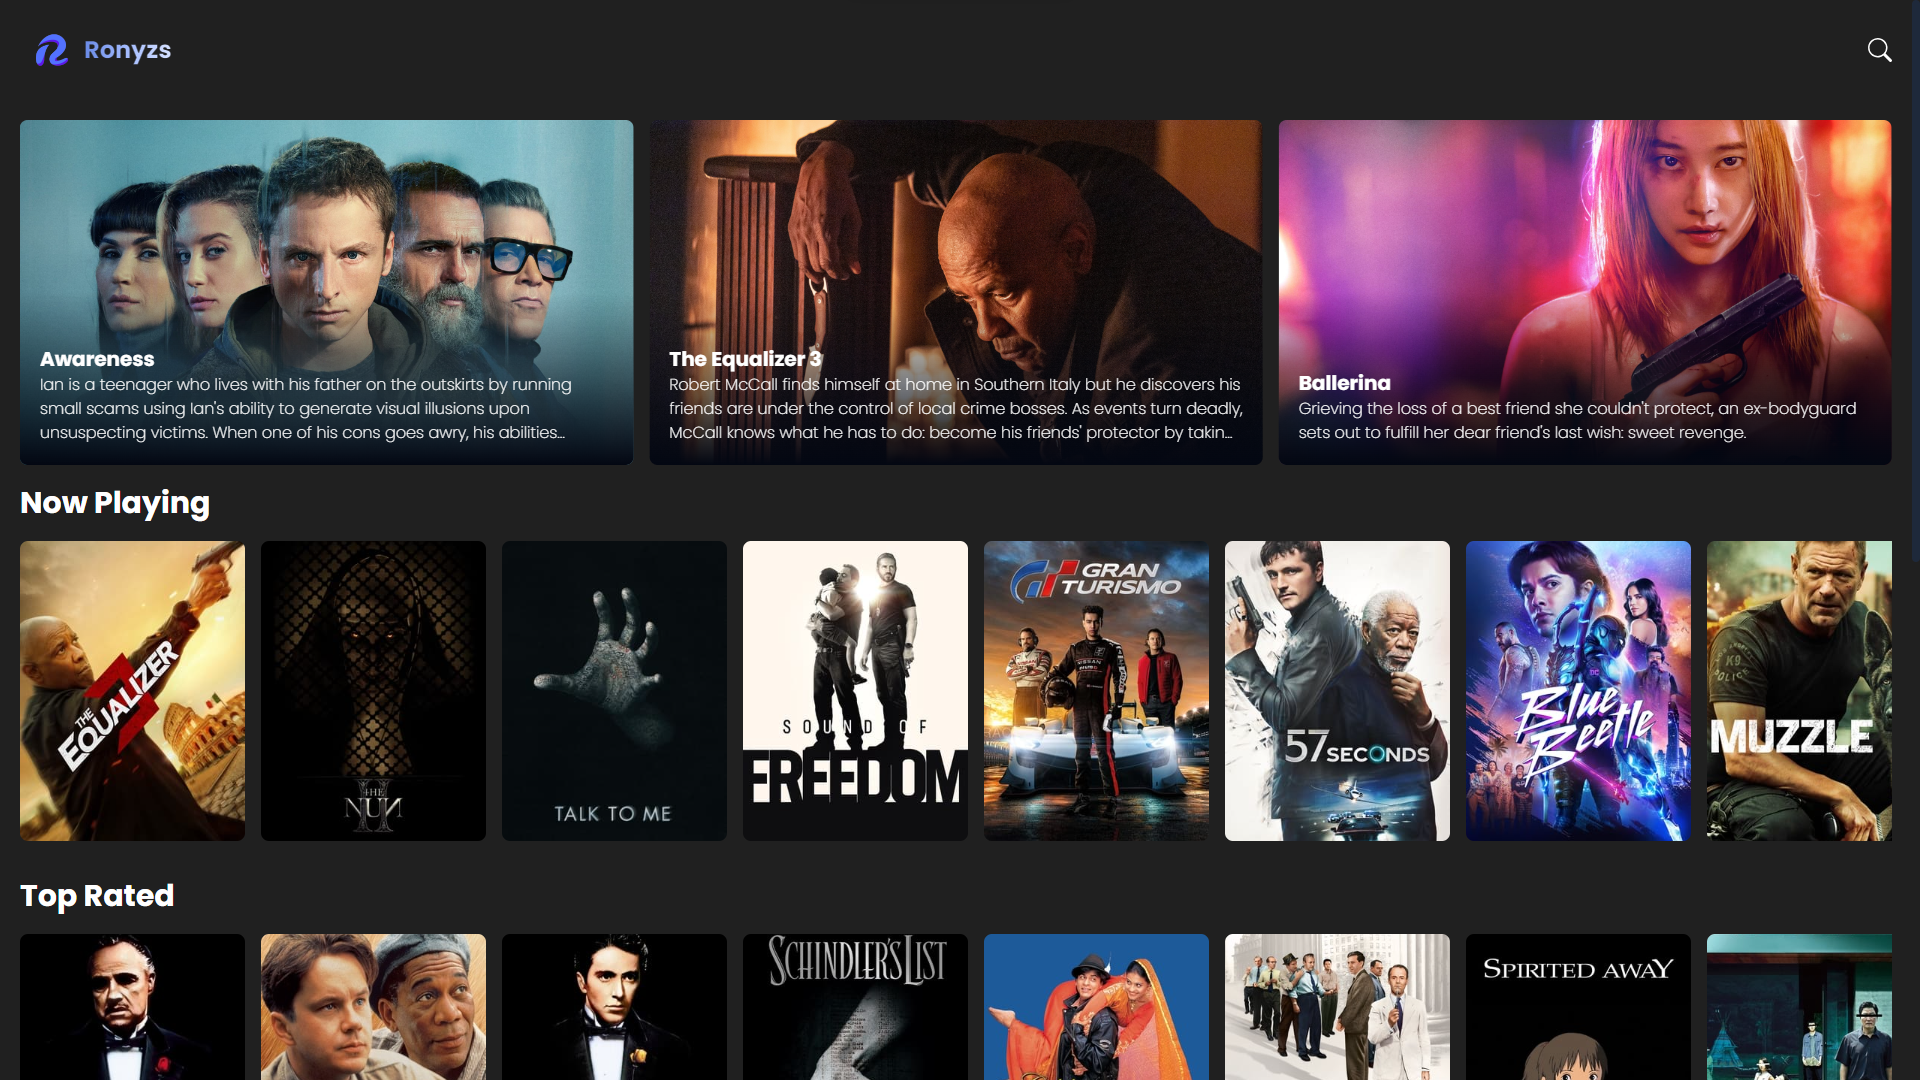 Ronyzs
Awareness
Ian is a teenager who lives with his father on the outskirts by running
small scams using Ian's ability to generate visual illusions upon
unsuspecting victims. When one of his cons goes awry, his abilities...
The Equalizer 3
Robert McCall finds himself at home in Southern Italy but he discovers his
friends are under the control of local crime bosses. As events turn deadly,
McCall knows what he has to do: become his friends' protector by takin...
Ballerina
Grieving the loss of a best friend she couldn't protect, an ex-bodyguard
sets out to fulfill her dear friend's last wish: sweet revenge.
Now Playing
THE
EQUALIZER
3
THE
NUN
II
TALK TO ME
SOUND OF
FREEDOM
GRAN
TURISMO
NISSAN
57 SECONDS
DC
Blue
Beetle
K9
POLICE
MUZZLE
Top Rated
SCHINDLER'S LIST
SPIRITED AWAY